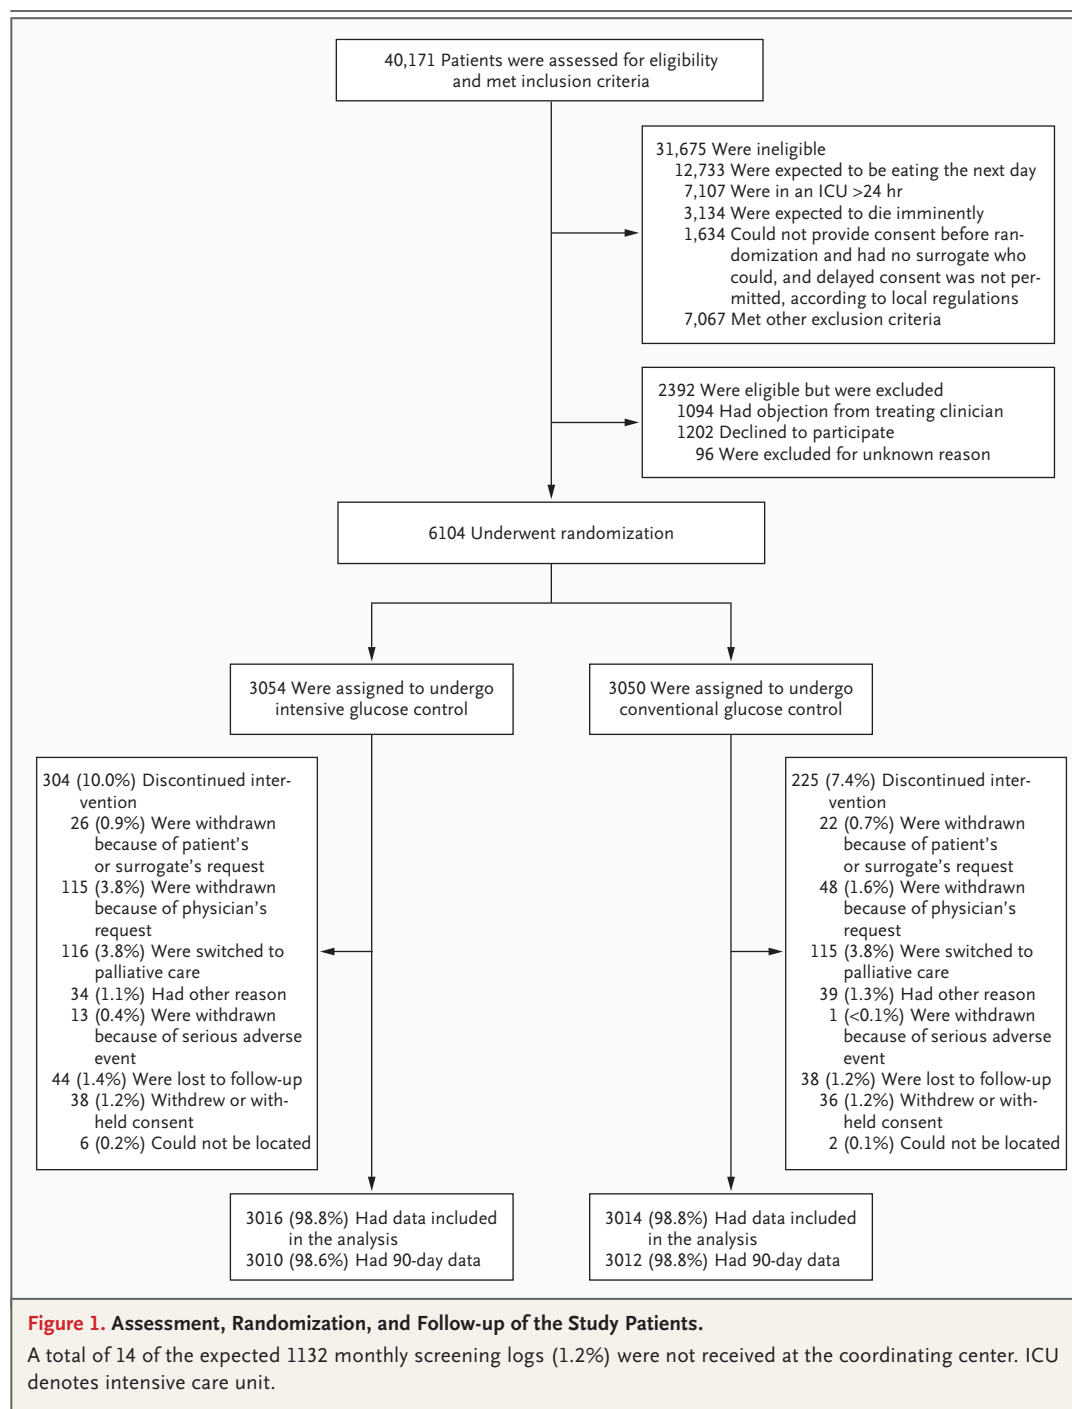 40,171 Patients were assessed for eligibility
and met inclusion criteria
31,675 Were ineligible
12,733 Were expected to be eating the next day
7,107 Were in an ICU >24 hr
3,134 Were expected to die imminently
1,634 Could not provide consent before ran-
domization and had no surrogate who
could, and delayed consent was not per-
mitted, according to local regulations
7,067 Met other exclusion criteria
2392 Were eligible but were excluded
1094 Had objection from treating clinician
1202 Declined to participate
96 Were excluded for unknown reason
6104 Underwent randomization
3054 Were assigned to undergo
intensive glucose control
3050 Were assigned to undergo
conventional glucose control
304 (10.0%) Discontinued inter-
vention
26 (0.9%) Were withdrawn
because of patient's
or surrogate's request
115 (3.8%) Were withdrawn
because of physician's
request
116 (3.8%) Were switched to
palliative care
34 (1.1%) Had other reason
13 (0.4%) Were withdrawn
because of serious adverse
event
44 (1.4%) Were lost to follow-up
38 (1.2%) Withdrew or with-
held consent
6 (0.2%) Could not be located
225 (7.4%) Discontinued inter-
vention
22 (0.7%) Were withdrawn
because of patient's
or surrogate's request
48 (1.6%) Were withdrawn
because of physician's
request
115 (3.8%) Were switched to
palliative care
39 (1.3%) Had other reason
1 (<0.1%) Were withdrawn
because of serious adverse
event
38 (1.2%) Were lost to follow-up
36 (1.2%) Withdrew or with-
held consent
2 (0.1%) Could not be located
3016 (98.8%) Had data included
in the analysis
3010 (98.6%) Had 90-day data
3014 (98.8%) Had data included
in the analysis
3012 (98.8%) Had 90-day data
Figure 1. Assessment, Randomization, and Follow-up of the Study Patients.
A total of 14 of the expected 1132 monthly screening logs (1.2%) were not received at the coordinating center. ICU
denotes intensive care unit.